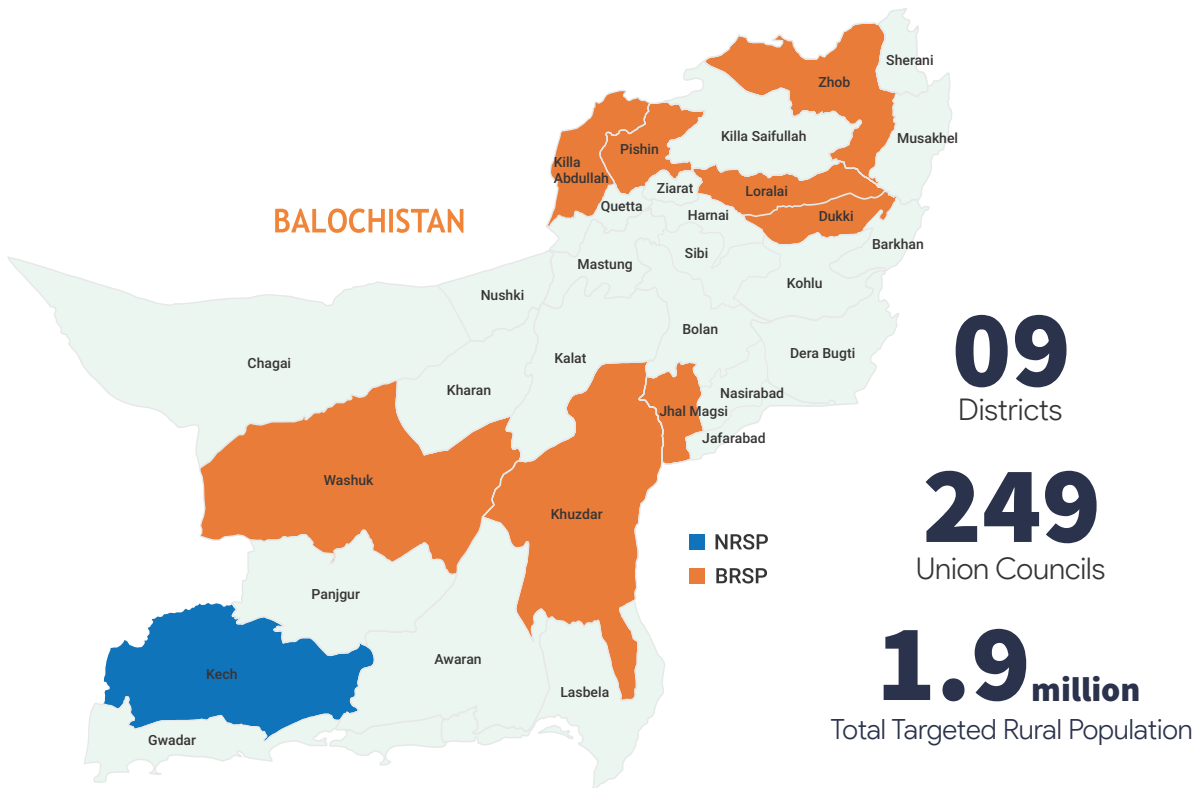 Sherani
Zhob
Killa Saifullah
Musakhel
Pishin
Killa
Abdullah
Ziarat
Loralai
Quetta
Harnai
Dukki
BALOCHISTAN
Barkhan
Sibi
Mastung
Kohlu
Nushki
Bolan
Dera Bugti
Chagai
Kalat
Kharan
Nasirabad
Jhal Magsi
Jafarabad
Washuk
Khuzdar
Panjgur
Awaran
Kech
Lasbela
Gwadar
NRSP
BRSP
09
Districts
249
Union Councils
1.9 million
Total Targeted Rural Population